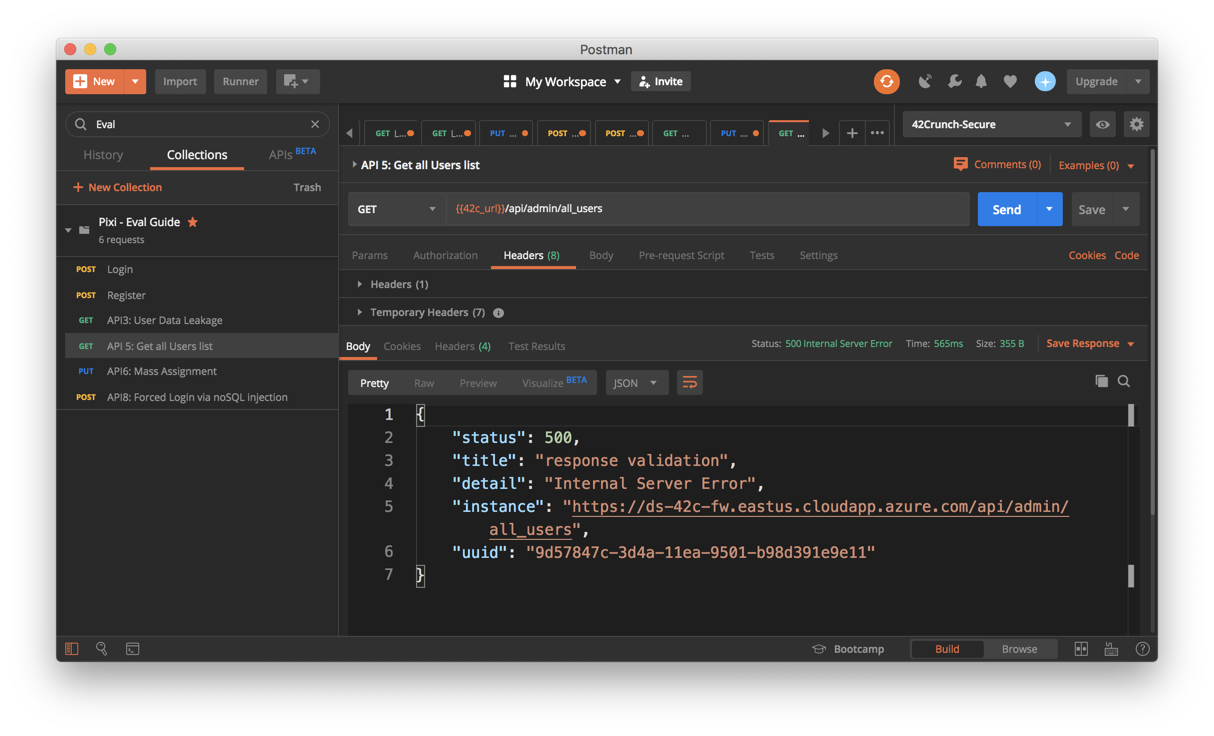 Postman
New
Import
Runner
My Workspace
Invite
Upgrade
Eval
History
Collections
APIs BETA
New Collection
Trash
Pixi - Eval Guide
6 requests
POST Login
POST Register
GET API3: User Data Leakage
GET API 5: Get all Users list
PUT API6: Mass Assignment
POST API8: Forced Login via noSQL injection
GET L...
GET L...
PUT ...
POST ...
POST ...
GET ...
PUT ...
GET ...
42Crunch-Secure
API 5: Get all Users list
Comments (0)
Examples (0)
GET
{{42c_url}}/api/admin/all_users
Send
Save
Params
Authorization
Headers (8)
Body
Pre-request Script
Tests
Settings
Cookies
Code
Headers (1)
Temporary Headers (7)
Body
Cookies
Headers (4)
Test Results
Status: 500 Internal Server Error
Time: 565ms
Size: 355 B
Save Response
Pretty
Raw
Preview
Visualize BETA
JSON
1 {
2 "status": 500,
3 "title": "response validation",
4 "detail": "Internal Server Error",
5 "instance": "https://ds-42c-fw.eastus.cloudapp.azure.com/api/admin/
all_users",
6 "uuid": "9d57847c-3d4a-11ea-9501-b98d391e9e11"
7 }
Bootcamp
Build
Browse